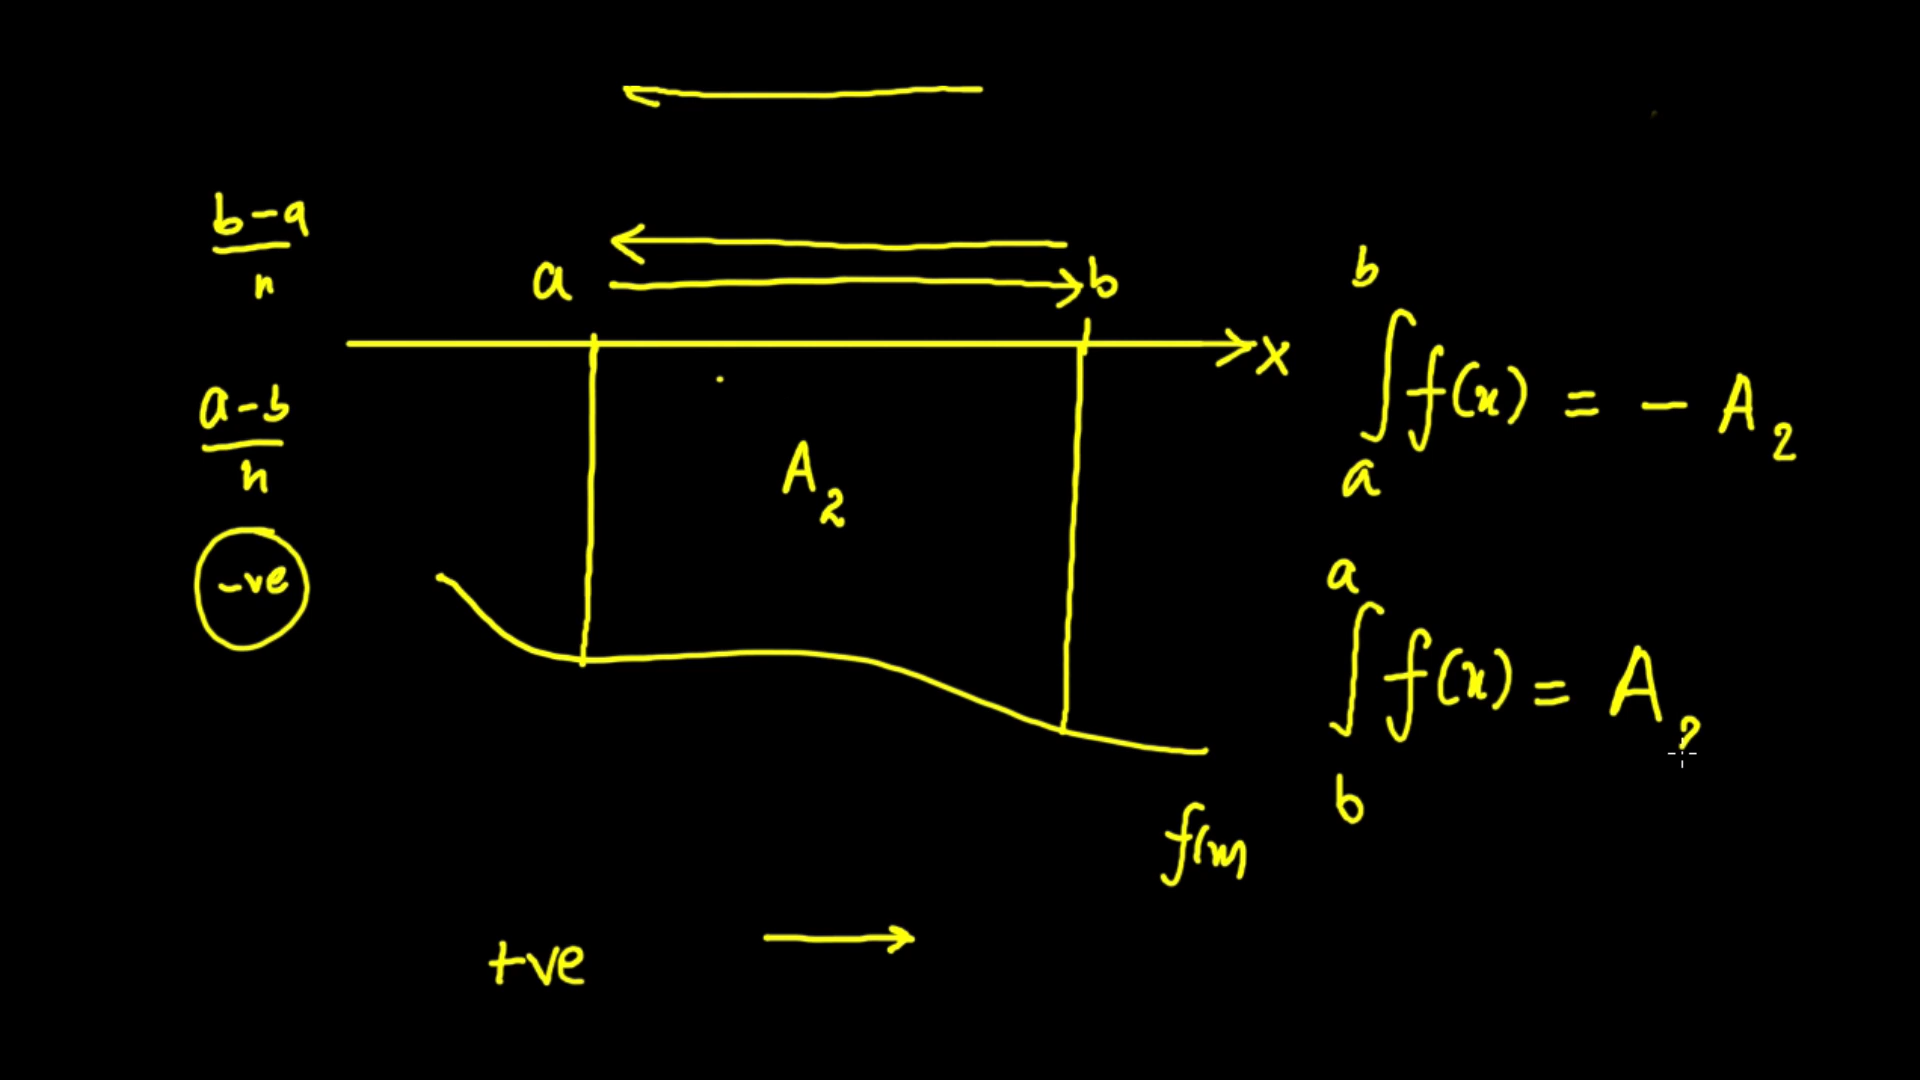 b-a
n
a b
x
a-b
n
-ve
A2
b
∫f(x) = - A2
a
a
∫f(x) = A2
b
f(x)
+ve